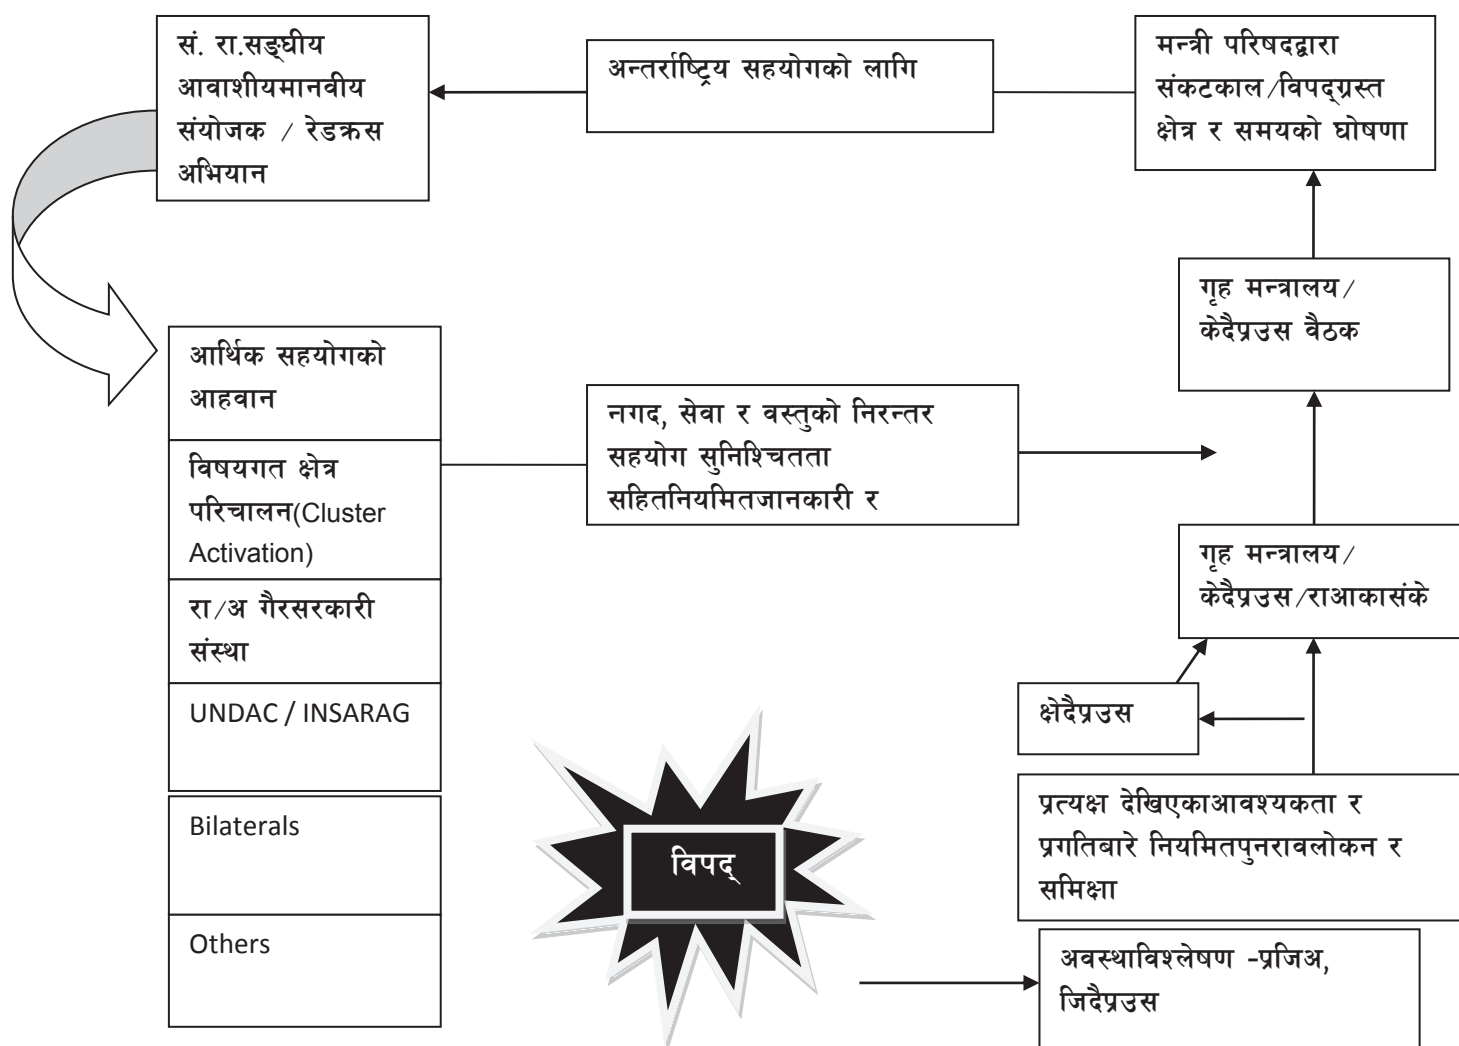 सं. रा.सङ्घीय
आवाशीयमानवीय
संयोजक / रेडक्रस
अभियान
अन्तर्राष्ट्रिय सहयोगको लागि
मन्त्री परिषदद्वारा
संकटकाल/विपद्ग्रस्त
क्षेत्र र समयको घोषणा
गृह मन्त्रालय/
केदैप्रउस वैठक
आर्थिक सहयोगको
आहवान
विषयगत क्षेत्र
परिचालन(Cluster
Activation)
रा/अ गैरसरकारी
संस्था
UNDAC / INSARAG
Bilaterals
Others
नगद, सेवा र वस्तुको निरन्तर
सहयोग सुनिश्चितता
सहितनियमितजानकारी र
गृह मन्त्रालय/
केदैप्रउस/राआकासंके
क्षेदैप्रउस
प्रत्यक्ष देखिएकाआवश्यकता र
प्रगतिबारे नियमितपुनरावलोकन र
समिक्षा
विपद्
अवस्थाविश्लेषण -प्रजिअ,
जिदैप्रउस